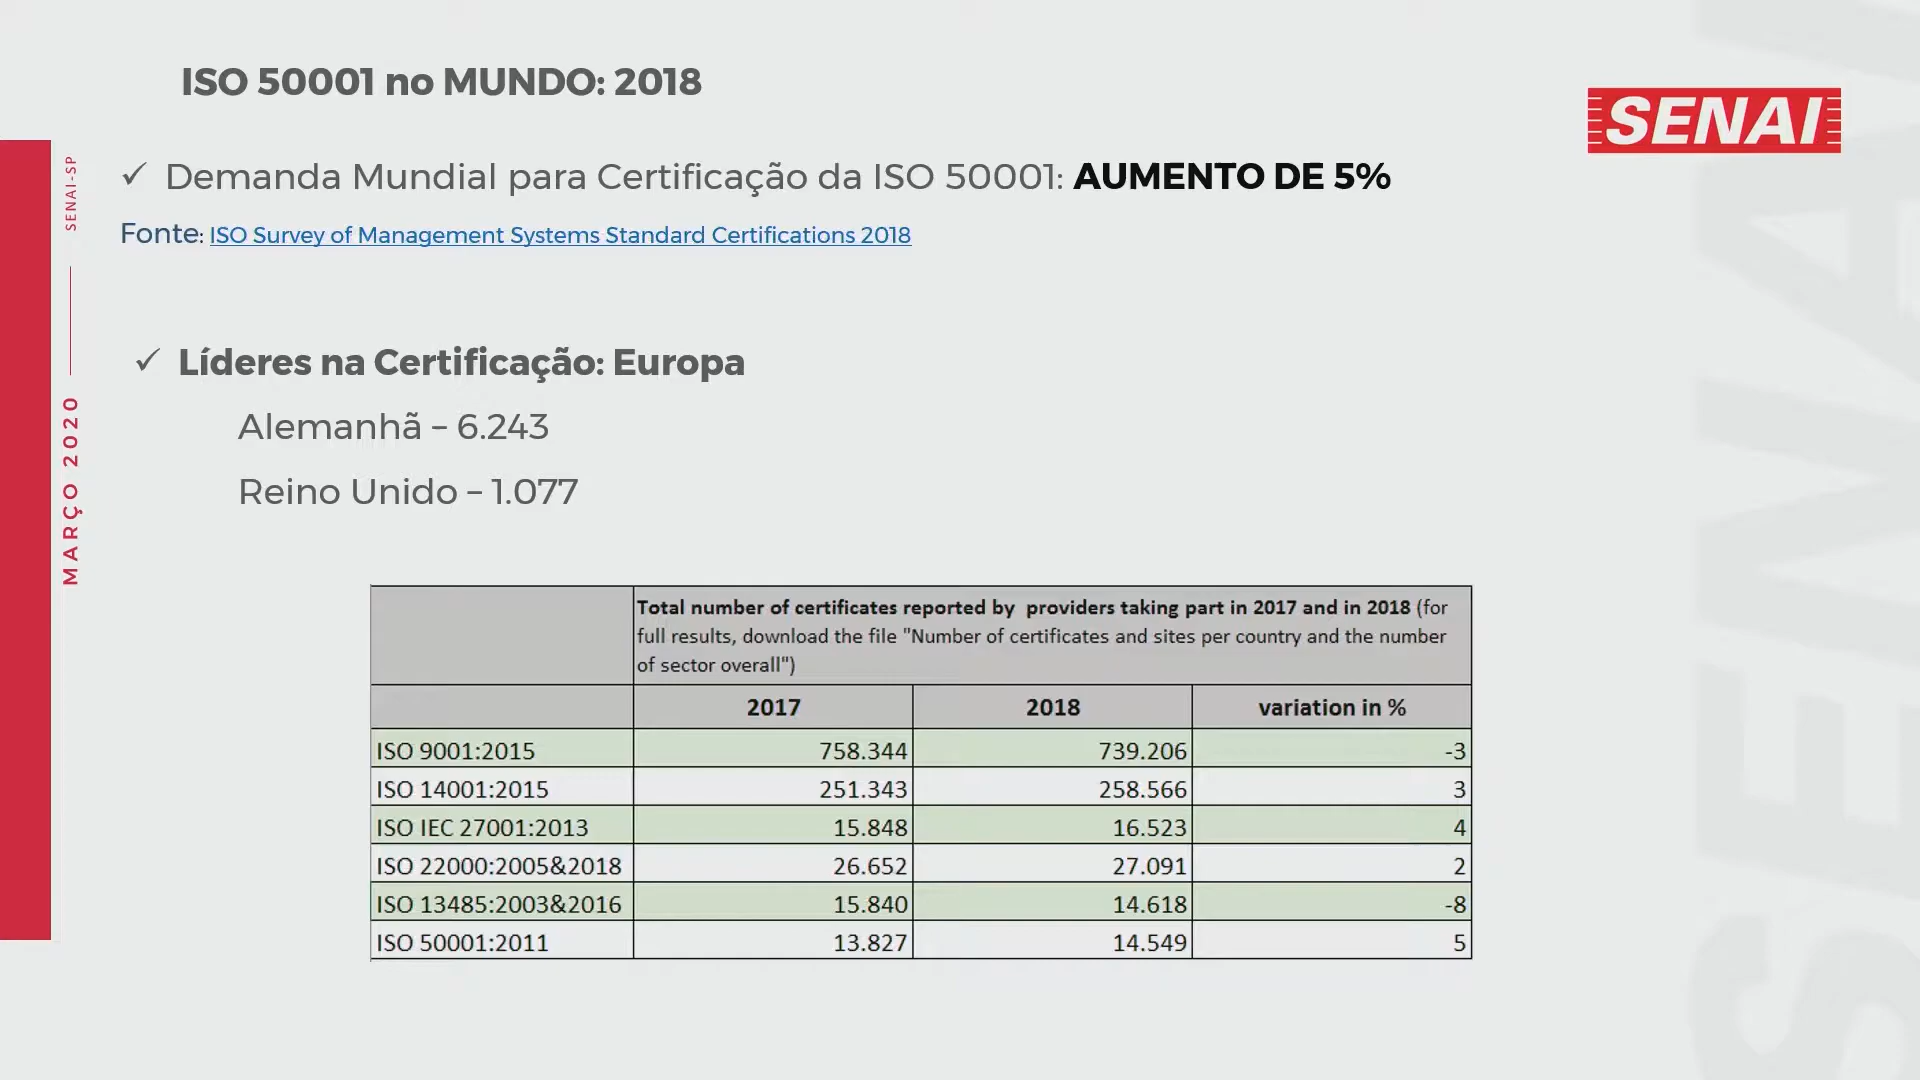 ISO 50001 no MUNDO: 2018
SENAI
SENAI-SP
MARÇO 2020
✓ Demanda Mundial para Certificação da ISO 50001: AUMENTO DE 5%
Fonte: ISO Survey of Management Systems Standard Certifications 2018
✓ Líderes na Certificação: Europa
Alemanhã – 6.243
Reino Unido – 1.077
Total number of certificates reported by providers taking part in 2017 and in 2018 (for
full results, download the file "Number of certificates and sites per country and the number
of sector overall")
2017 2018 variation in %
ISO 9001:2015 758.344 739.206 -3
ISO 14001:2015 251.343 258.566 3
ISO IEC 27001:2013 15.848 16.523 4
ISO 22000:2005&2018 26.652 27.091 2
ISO 13485:2003&2016 15.840 14.618 -8
ISO 50001:2011 13.827 14.549 5
SENAI